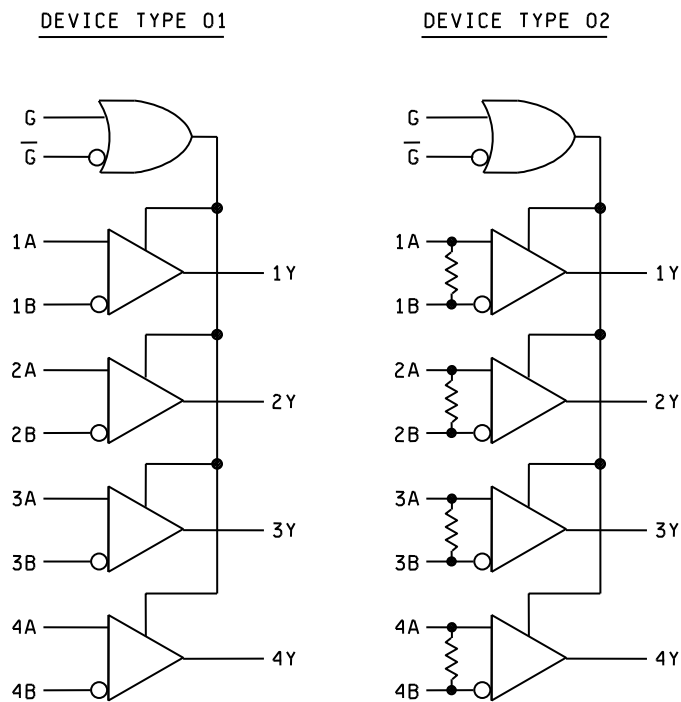 DEVICE TYPE 01
G
G̅
1A
1Y
1B
2A
2Y
2B
3A
3Y
3B
4A
4Y
4B
DEVICE TYPE 02
G
G̅
1A
1Y
1B
2A
2Y
2B
3A
3Y
3B
4A
4Y
4B